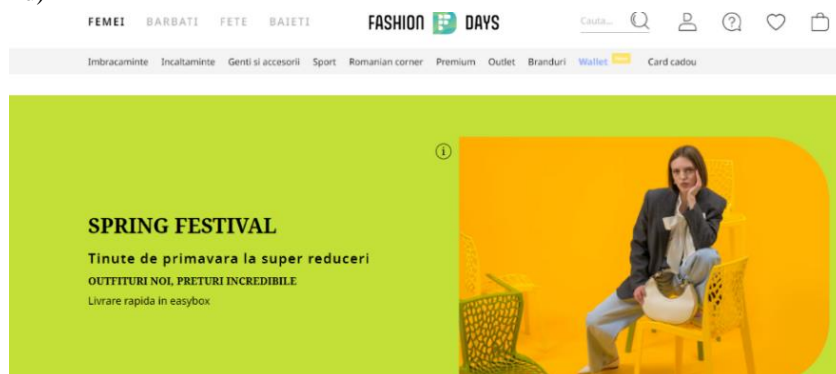 FEMEI BARBATI FETE BAIETI FASHION DAYS Cauta...
Imbracaminte Incaltaminte Genti si accesorii Sport Romanian corner Premium Outlet Branduri Wallet Card cadou
SPRING FESTIVAL
Tinute de primavara la super reduceri
OUTFITURI NOI, PRETURI INCREDIBILE
Livrare rapida in easybox